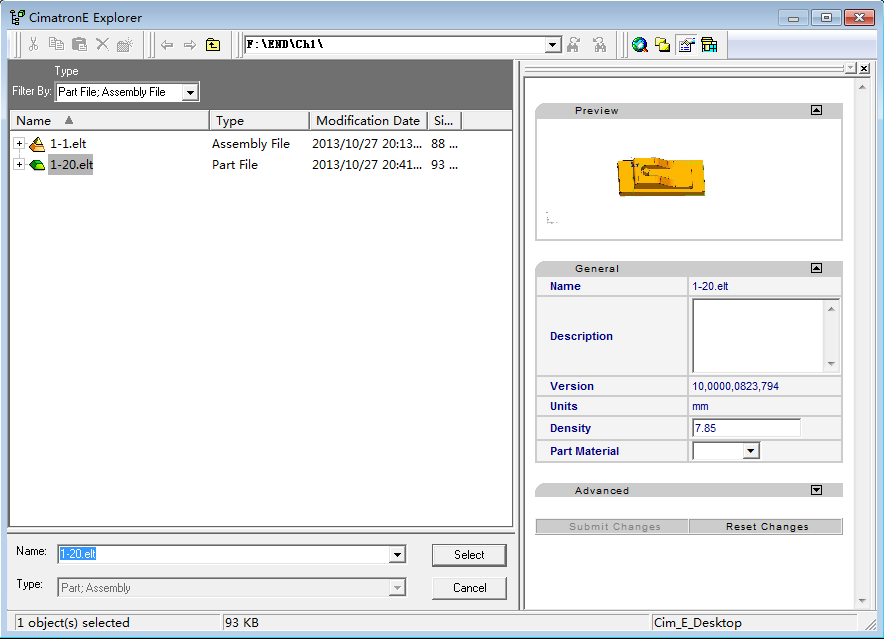 CimatronE Explorer
F:\END\Ch1\
Type
Filter By: Part File; Assembly File
Name Type Modification Date Si...
1-1.elt Assembly File 2013/10/27 20:13... 88 ...
1-20.elt Part File 2013/10/27 20:41... 93 ...
Preview
General
Name 1-20.elt
Description
Version 10,0000,0823,794
Units mm
Density 7.85
Part Material
Advanced
Submit Changes Reset Changes
Name: 1-20.elt Select
Type: Part; Assembly Cancel
1 object(s) selected 93 KB Cim_E_Desktop